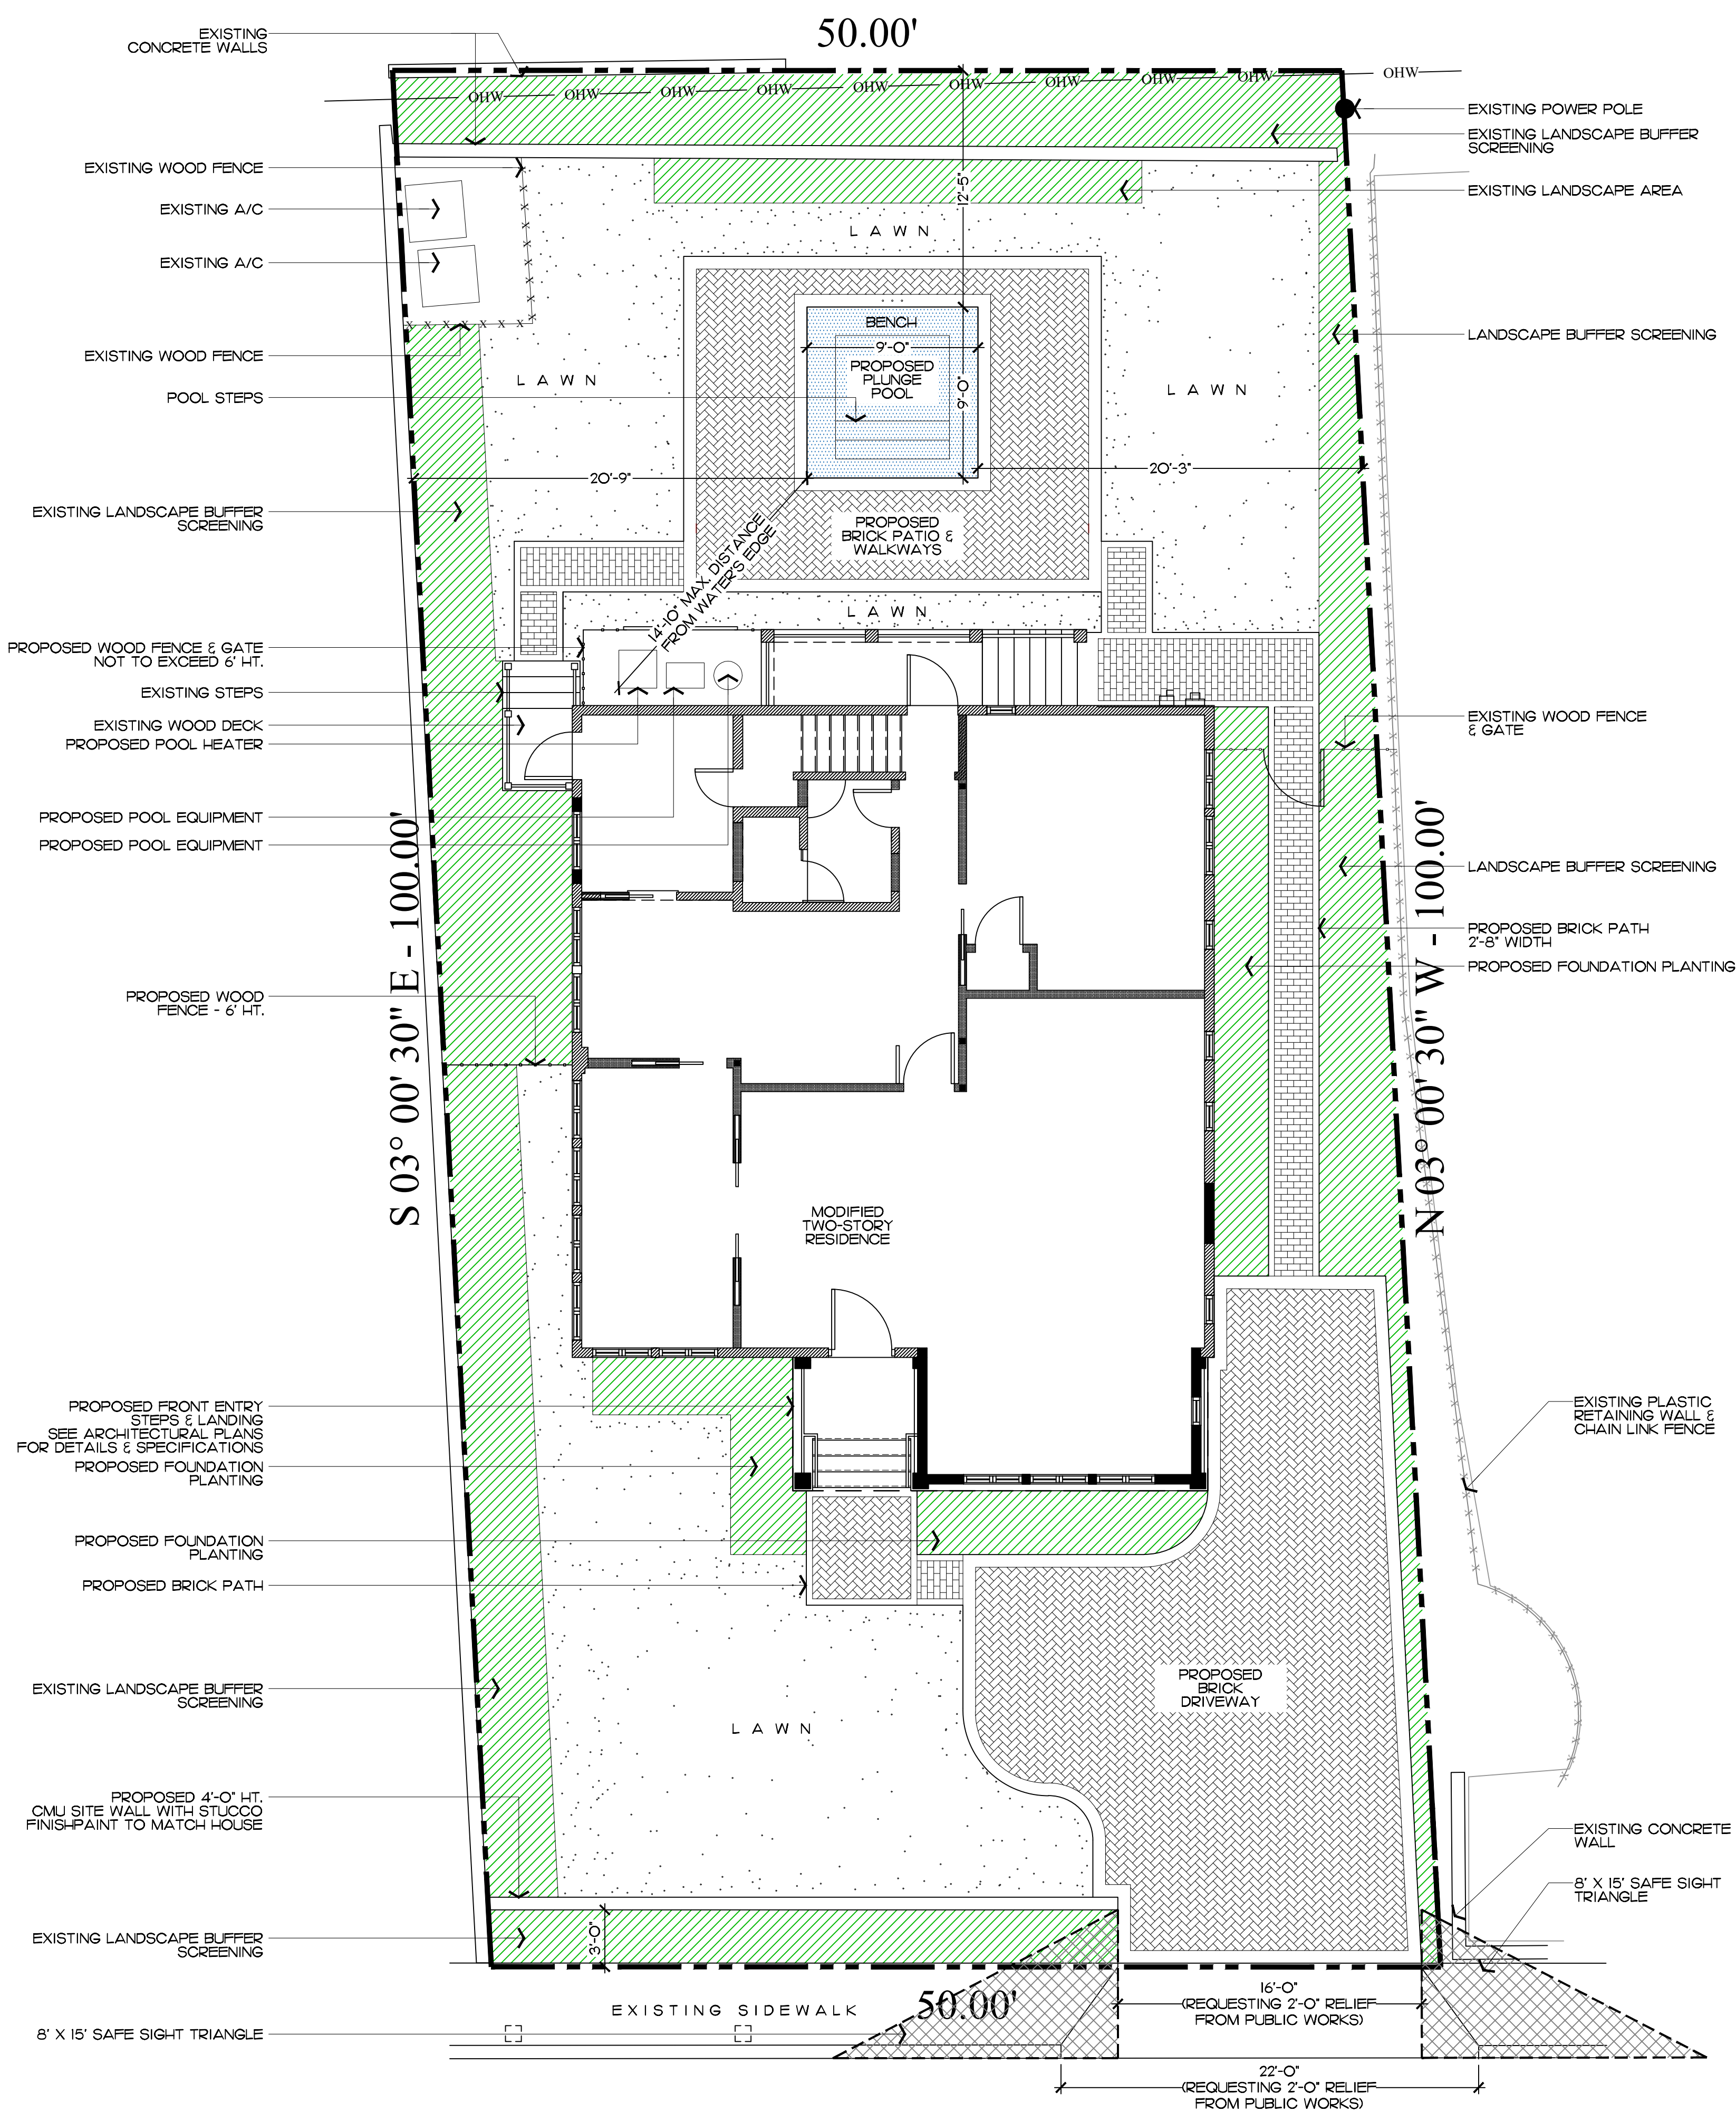 50.00'
EXISTING
CONCRETE WALLS
OHW OHW OHW OHW OHW OHW OHW OHW OHW OHW
EXISTING POWER POLE
EXISTING LANDSCAPE BUFFER
SCREENING
EXISTING WOOD FENCE
EXISTING LANDSCAPE AREA
12'-5"
EXISTING A/C
LAWN
EXISTING A/C
BENCH
LANDSCAPE BUFFER SCREENING
9'-0"
EXISTING WOOD FENCE
PROPOSED
PLUNGE
POOL
9'-0"
LAWN
LAWN
POOL STEPS
20'-9"
20'-3"
EXISTING LANDSCAPE BUFFER
SCREENING
PROPOSED
BRICK PATIO &
WALKWAYS
14'-10" MAX. DISTANCE
FROM WATER'S EDGE
LAWN
PROPOSED WOOD FENCE & GATE
NOT TO EXCEED 6' HT.
EXISTING STEPS
EXISTING WOOD DECK
PROPOSED POOL HEATER
EXISTING WOOD FENCE
& GATE
PROPOSED POOL EQUIPMENT
PROPOSED POOL EQUIPMENT
LANDSCAPE BUFFER SCREENING
S 03° 00' 30" E - 100.00'
N 03° 00' 30" W - 100.00'
PROPOSED BRICK PATH
2'-8" WIDTH
PROPOSED FOUNDATION PLANTING
PROPOSED WOOD
FENCE - 6' HT.
MODIFIED
TWO-STORY
RESIDENCE
PROPOSED FRONT ENTRY
STEPS & LANDING
SEE ARCHITECTURAL PLANS
FOR DETAILS & SPECIFICATIONS
EXISTING PLASTIC
RETAINING WALL &
CHAIN LINK FENCE
PROPOSED FOUNDATION
PLANTING
PROPOSED FOUNDATION
PLANTING
PROPOSED BRICK PATH
EXISTING LANDSCAPE BUFFER
SCREENING
PROPOSED
BRICK
DRIVEWAY
LAWN
PROPOSED 4'-0" HT.
CMU SITE WALL WITH STUCCO
FINISHPAINT TO MATCH HOUSE
EXISTING CONCRETE
WALL
8' X 15' SAFE SIGHT
TRIANGLE
EXISTING LANDSCAPE BUFFER
SCREENING
3'-0"
EXISTING SIDEWALK
50.00'
16'-0"
(REQUESTING 2'-0" RELIEF
FROM PUBLIC WORKS)
8' X 15' SAFE SIGHT TRIANGLE
22'-0"
(REQUESTING 2'-0" RELIEF
FROM PUBLIC WORKS)